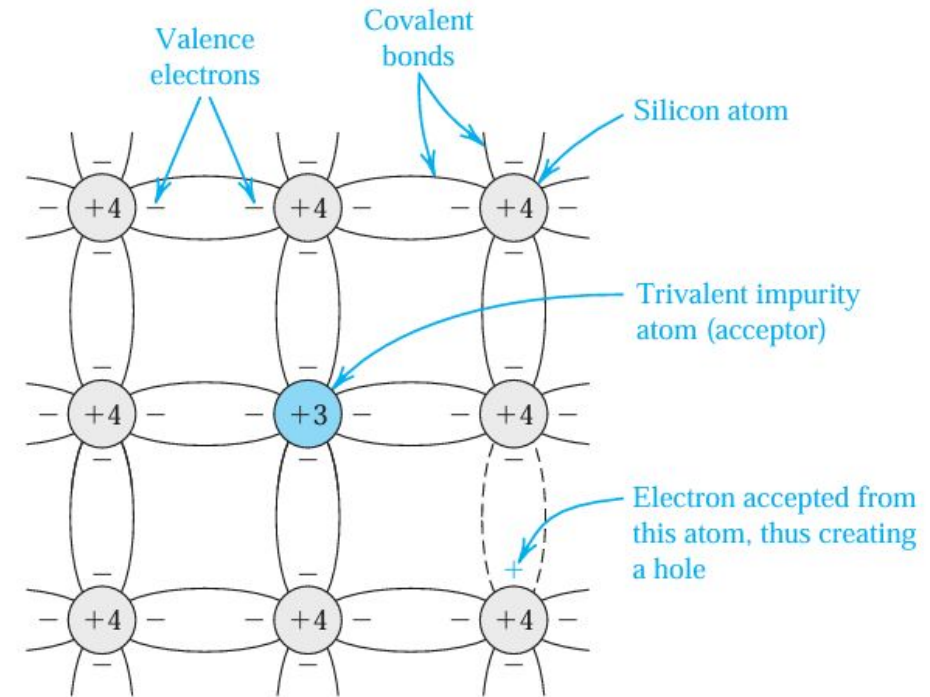 Valence
electrons
Covalent
bonds
Silicon atom
+4 +4 +4
Trivalent impurity
atom (acceptor)
+4 +3 +4
Electron accepted from
this atom, thus creating
a hole
+
+4 +4 +4